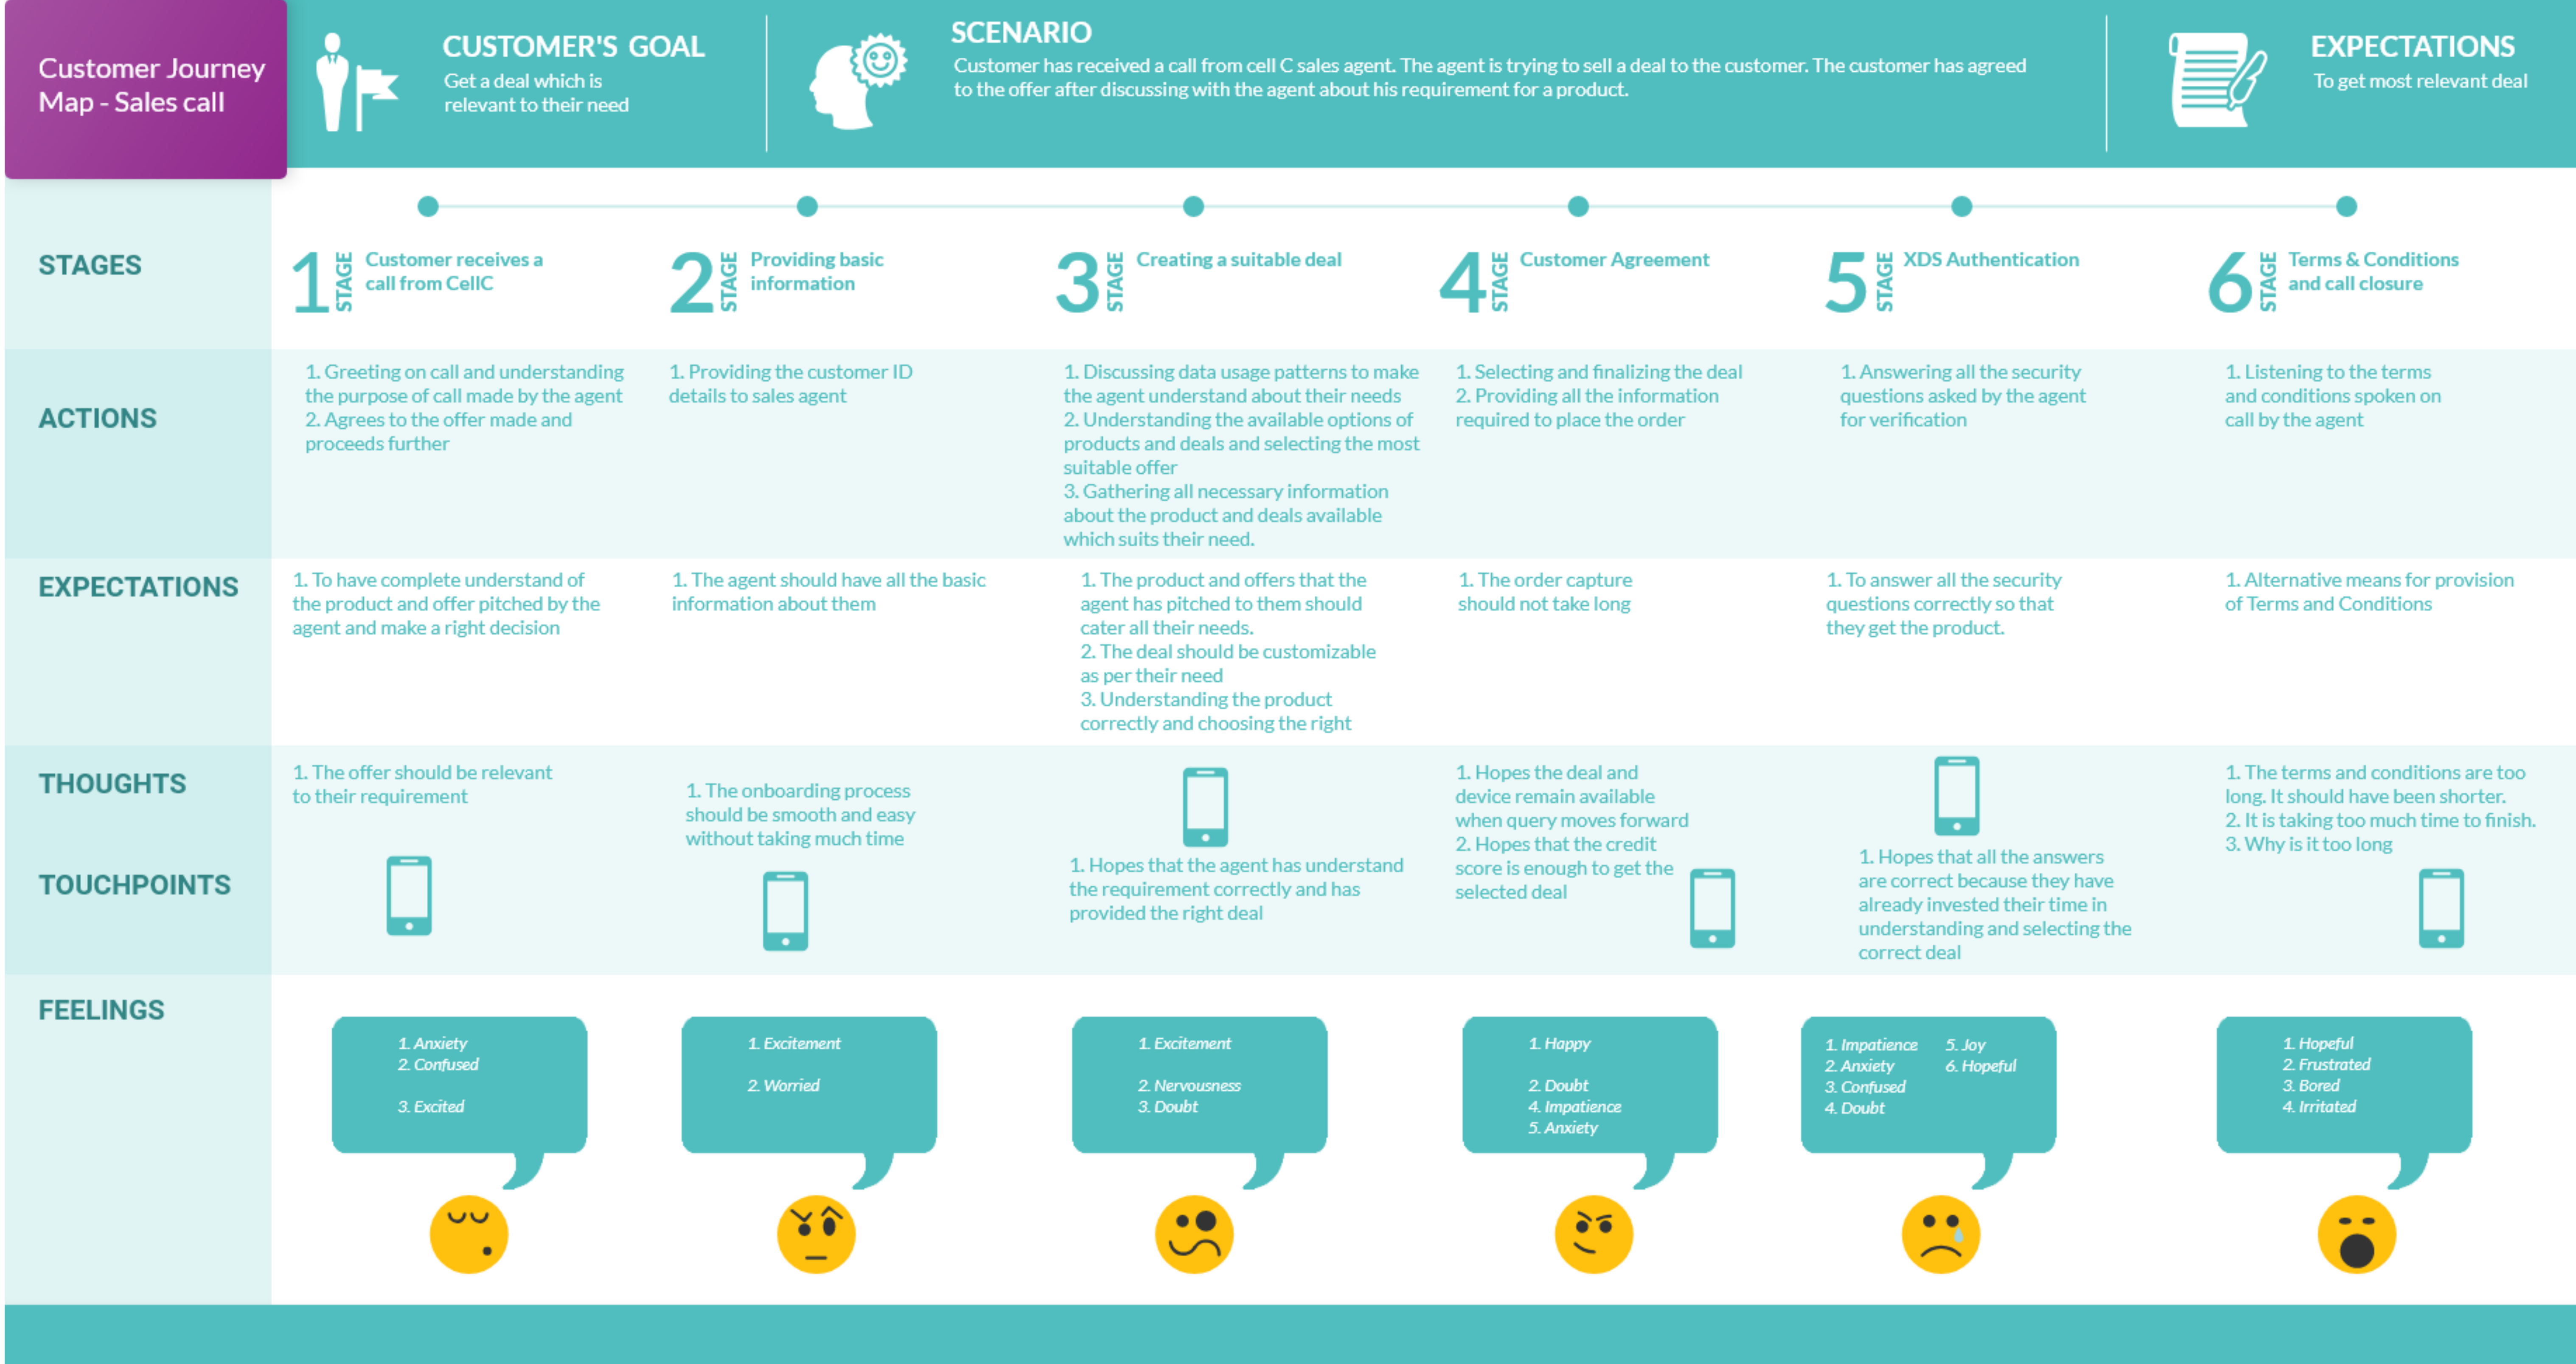 Customer Journey
Map - Sales call
CUSTOMER'S GOAL
Get a deal which is
relevant to their need
SCENARIO
Customer has received a call from cell C sales agent. The agent is trying to sell a deal to the customer. The customer has agreed
to the offer after discussing with the agent about his requirement for a product.
EXPECTATIONS
To get most relevant deal
STAGES
1 STAGE
Customer receives a
call from CellC
2 STAGE
Providing basic
information
3 STAGE
Creating a suitable deal
4 STAGE
Customer Agreement
5 STAGE
XDS Authentication
6 STAGE
Terms & Conditions
and call closure
ACTIONS
1. Greeting on call and understanding
the purpose of call made by the agent
2. Agrees to the offer made and
proceeds further
1. Providing the customer ID
details to sales agent
1. Discussing data usage patterns to make
the agent understand about their needs
2. Understanding the available options of
products and deals and selecting the most
suitable offer
3. Gathering all necessary information
about the product and deals available
which suits their need.
1. Selecting and finalizing the deal
2. Providing all the information
required to place the order
1. Answering all the security
questions asked by the agent
for verification
1. Listening to the terms
and conditions spoken on
call by the agent
EXPECTATIONS
1. To have complete understand of
the product and offer pitched by the
agent and make a right decision
1. The agent should have all the basic
information about them
1. The product and offers that the
agent has pitched to them should
cater all their needs.
2. The deal should be customizable
as per their need
3. Understanding the product
correctly and choosing the right
1. The order capture
should not take long
1. To answer all the security
questions correctly so that
they get the product.
1. Alternative means for provision
of Terms and Conditions
THOUGHTS
TOUCHPOINTS
1. The offer should be relevant
to their requirement
1. The onboarding process
should be smooth and easy
without taking much time
1. Hopes that the agent has understand
the requirement correctly and has
provided the right deal
1. Hopes the deal and
device remain available
when query moves forward
2. Hopes that the credit
score is enough to get the
selected deal
1. Hopes that all the answers
are correct because they have
already invested their time in
understanding and selecting the
correct deal
1. The terms and conditions are too
long. It should have been shorter.
2. It is taking too much time to finish.
3. Why is it too long
FEELINGS
1. Anxiety
2. Confused
3. Excited
1. Excitement
2. Worried
1. Excitement
2. Nervousness
3. Doubt
1. Happy
2. Doubt
4. Impatience
5. Anxiety
1. Impatience
2. Anxiety
3. Confused
4. Doubt
5. Joy
6. Hopeful
1. Hopeful
2. Frustrated
3. Bored
4. Irritated